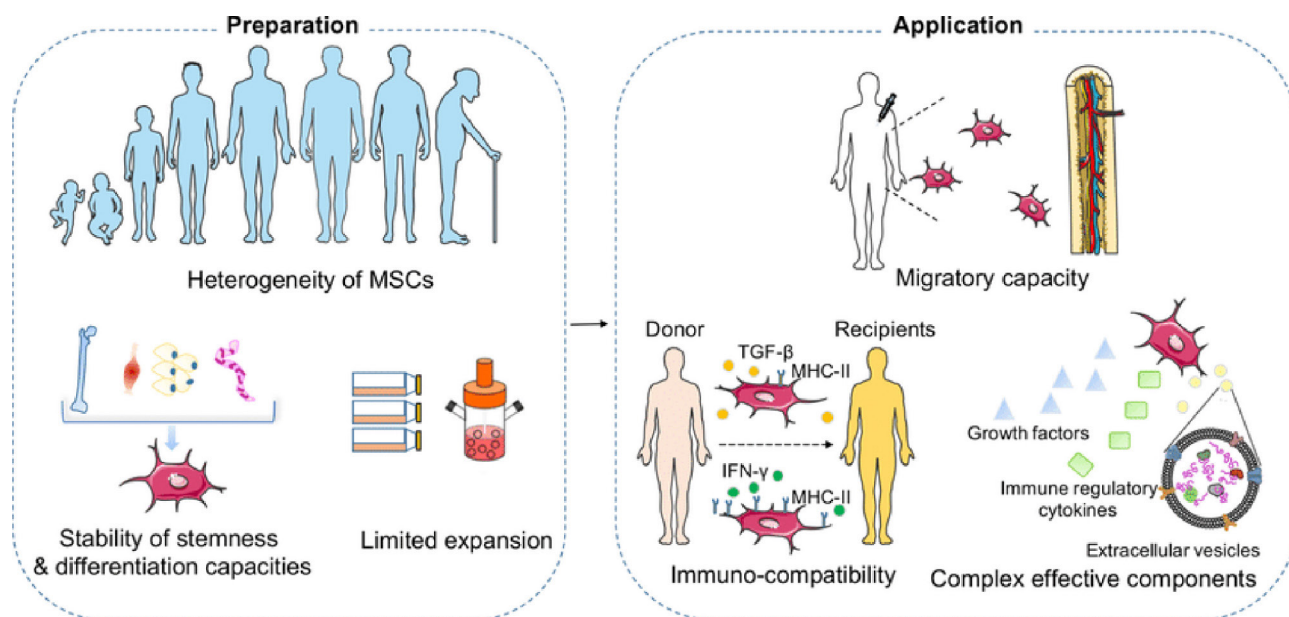 Preparation
Heterogeneity of MSCs
Stability of stemness
& differentiation capacities
Limited expansion
Application
Migratory capacity
Donor
Recipients
TGF-β
MHC-II
IFN-γ
MHC-II
Immuno-compatibility
Growth factors
Immune regulatory
cytokines
Extracellular vesicles
Complex effective components